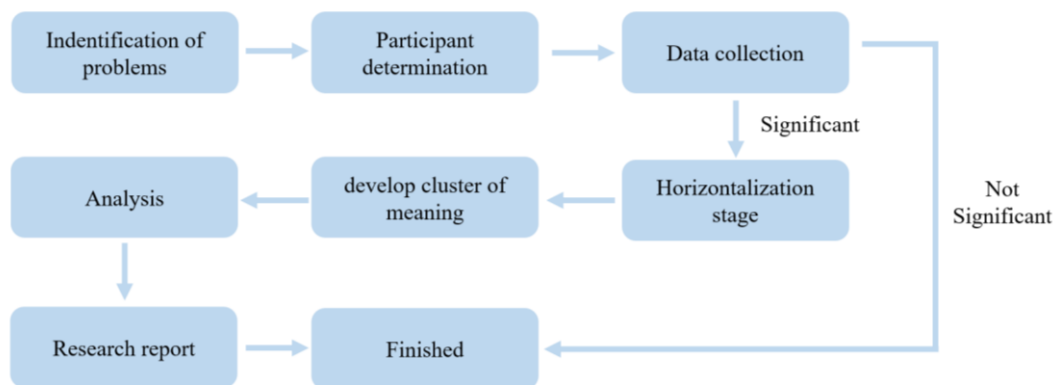 Indentification of
problems
Participant
determination
Data collection
Significant
Not
Significant
Horizontalization
stage
develop cluster of
meaning
Analysis
Research report
Finished